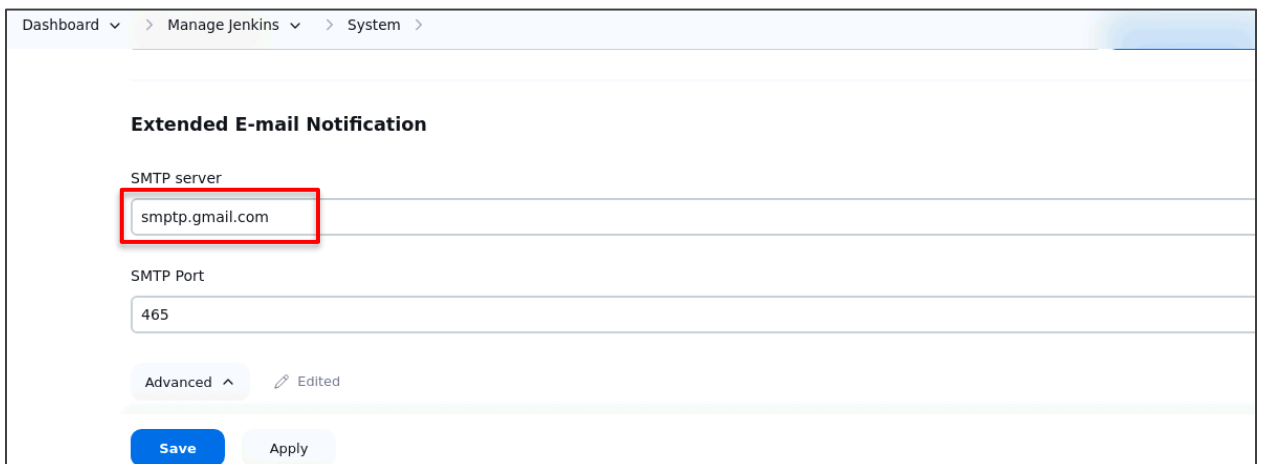 Dashboard > Manage Jenkins > System >
Extended E-mail Notification
SMTP server
smptp.gmail.com
SMTP Port
465
Advanced Edited
Save Apply